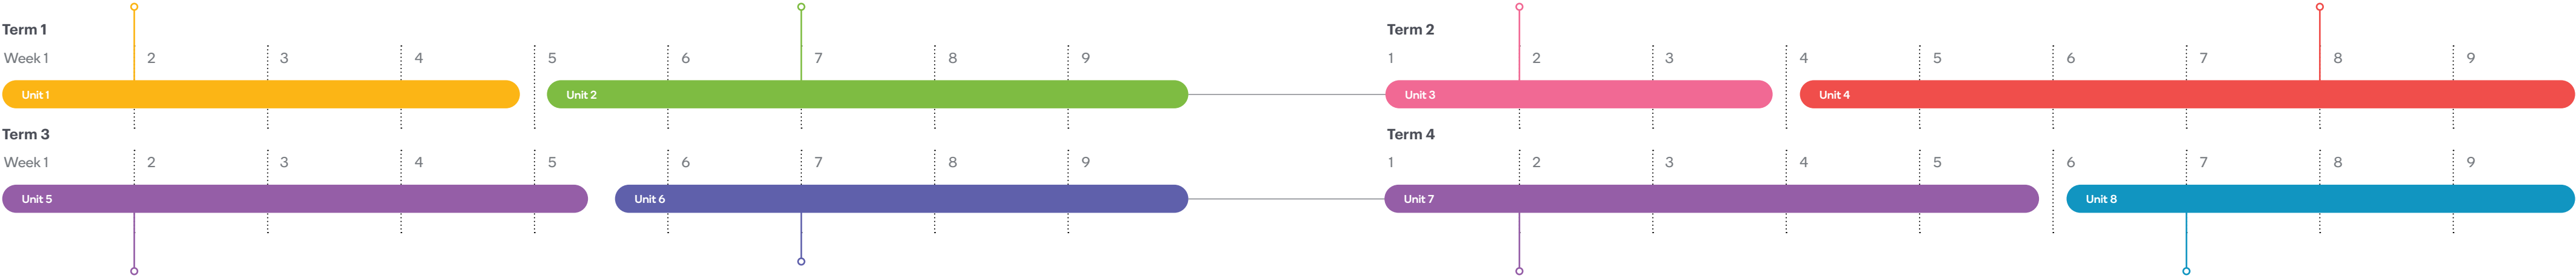 Term 1 Term 2
Week 1 2 3 4 5 6 7 8 9 1 2 3 4 5 6 7 8 9
Unit 1 Unit 2 Unit 3 Unit 4
Term 3 Term 4
Week 1 2 3 4 5 6 7 8 9 1 2 3 4 5 6 7 8 9
Unit 5 Unit 6 Unit 7 Unit 8